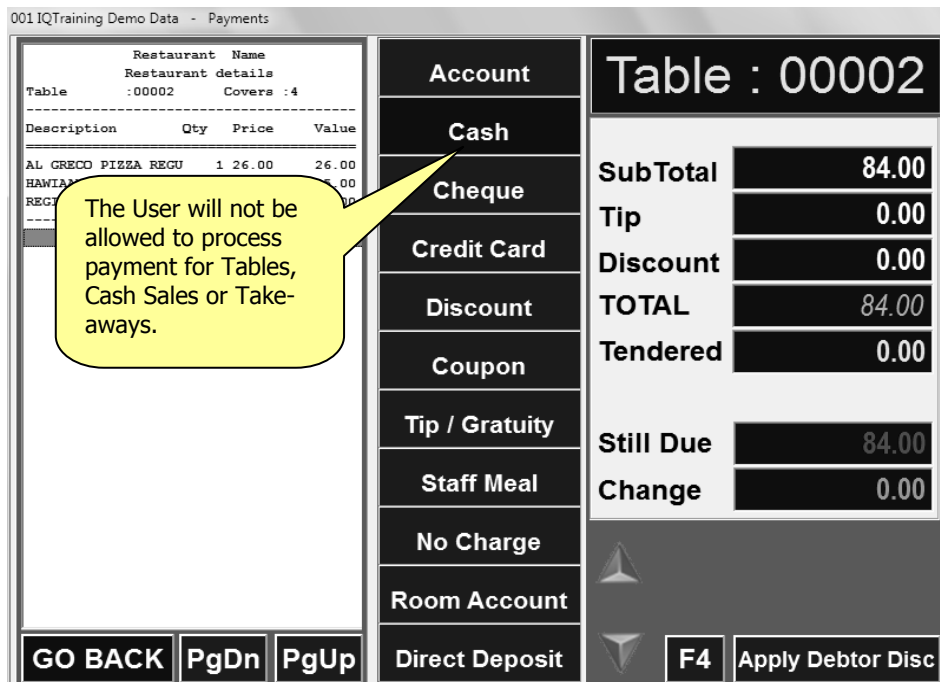 001 IQTraining Demo Data - Payments
Restaurant Name
Restaurant details
Table :00002 Covers :4
Description Qty Price Value
AL GRECO PIZZA REGU 1 26.00 26.00
The User will not be
allowed to process
payment for Tables,
Cash Sales or Take-
aways.
GO BACK
PgDn
PgUp
Account
Cash
Cheque
Credit Card
Discount
Coupon
Tip / Gratuity
Staff Meal
No Charge
Room Account
Direct Deposit
Table : 00002
SubTotal 84.00
Tip 0.00
Discount 0.00
TOTAL 84.00
Tendered 0.00
Still Due 84.00
Change 0.00
F4
Apply Debtor Disc